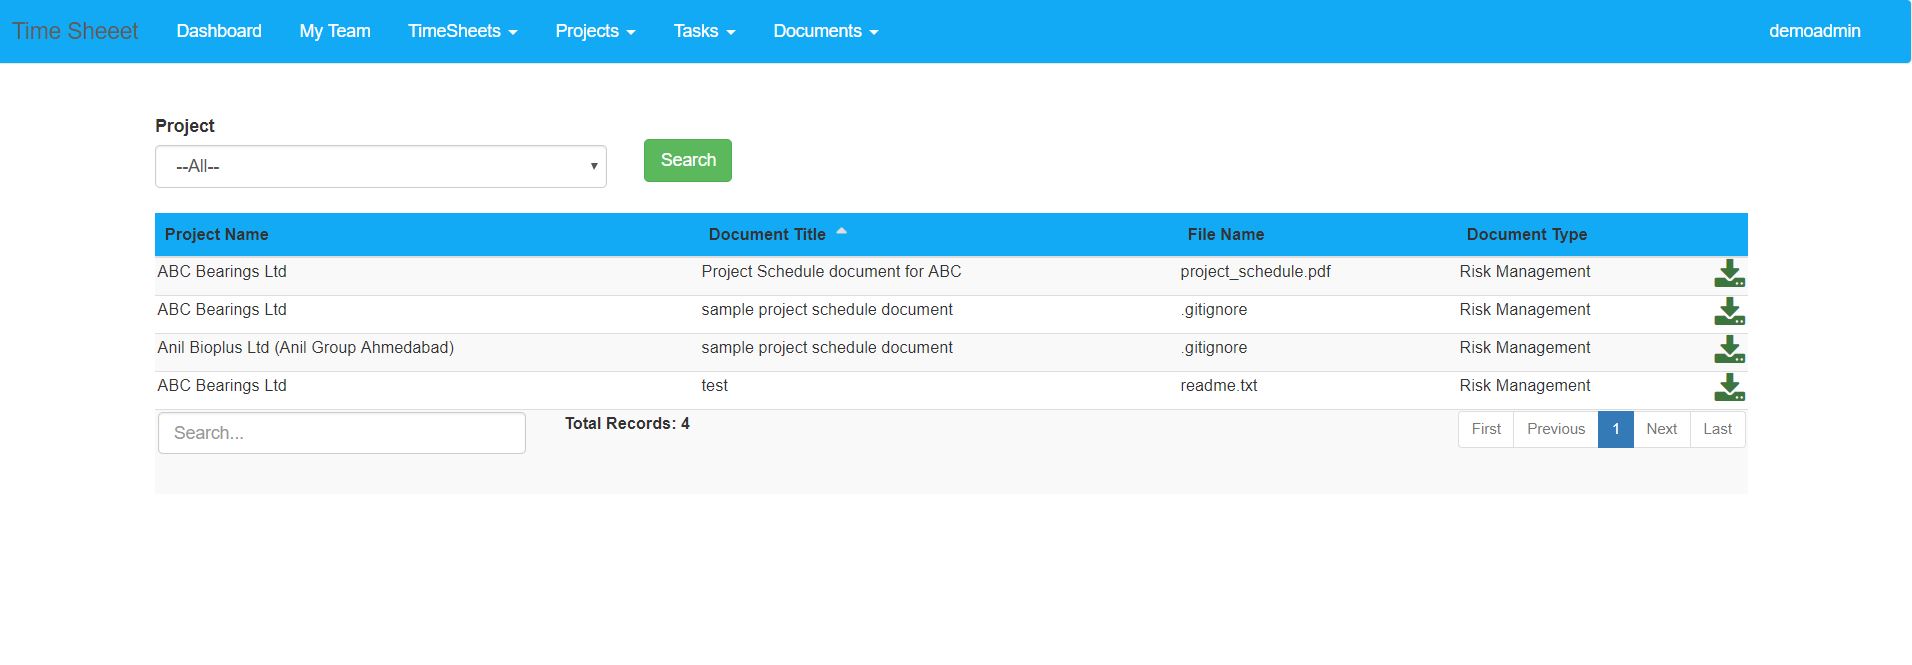 Time Sheeet Dashboard My Team TimeSheets Projects Tasks Documents demoadmin
Project
--All-- Search
Project Name Document Title File Name Document Type
ABC Bearings Ltd Project Schedule document for ABC project_schedule.pdf Risk Management
ABC Bearings Ltd sample project schedule document .gitignore Risk Management
Anil Bioplus Ltd (Anil Group Ahmedabad) sample project schedule document .gitignore Risk Management
ABC Bearings Ltd test readme.txt Risk Management
Search... Total Records: 4 First Previous 1 Next Last